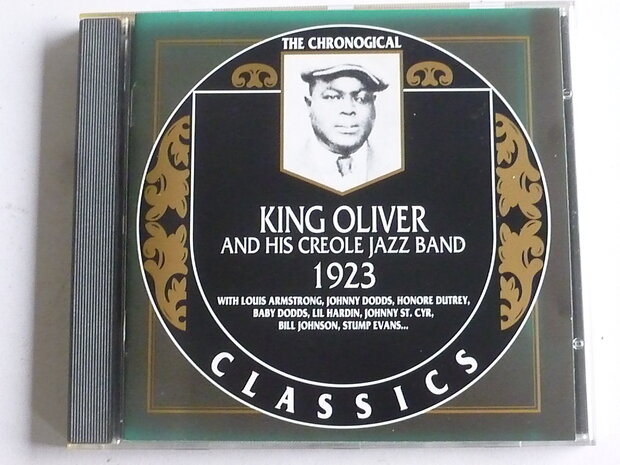 THE CHRONOGICAL
KING OLIVER
AND HIS CREOLE JAZZ BAND
1923
WITH LOUIS ARMSTRONG, JOHNNY DODDS, HONORE DUTREY,
BABY DODDS, LIL HARDIN, JOHNNY ST. CYR,
BILL JOHNSON, STUMP EVANS...
CLASSICS